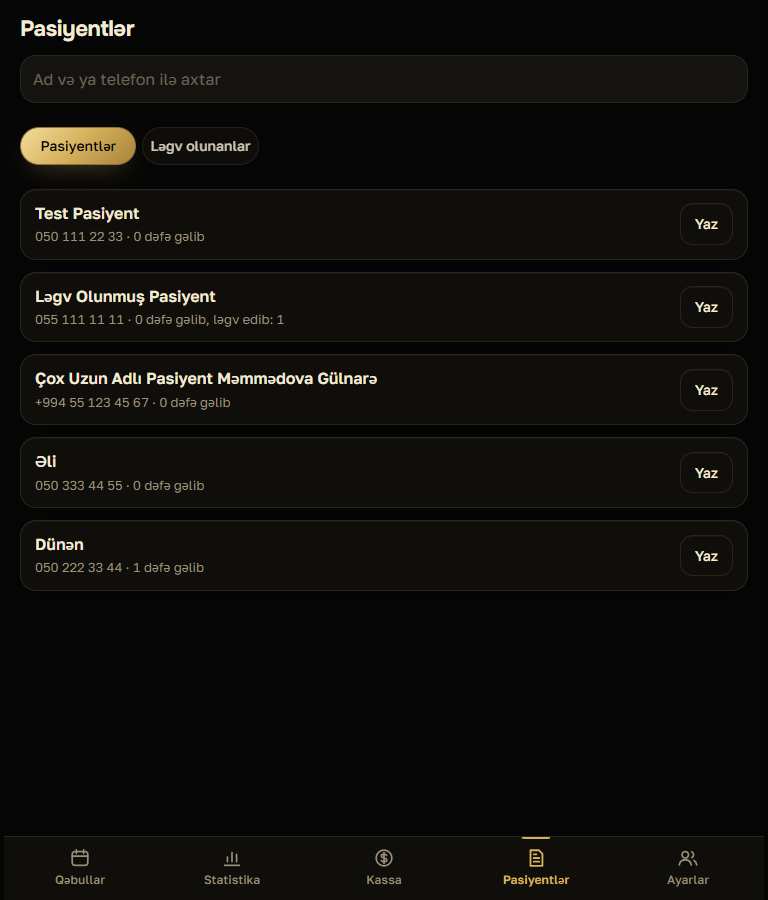 Pasiyentlər
Ad və ya telefon ilə axtar
Pasiyentlər
Ləgv olunanlar
Test Pasiyent
050 111 22 33 · 0 dəfə gəlib
Yaz
Ləgv Olunmuş Pasiyent
055 111 11 11 · 0 dəfə gəlib, ləgv edib: 1
Yaz
Çox Uzun Adlı Pasiyent Məmmədova Gülnarə
+994 55 123 45 67 · 0 dəfə gəlib
Yaz
Əli
050 333 44 55 · 0 dəfə gəlib
Yaz
Dünən
050 222 33 44 · 1 dəfə gəlib
Yaz
Qəbullar
Statistika
Kassa
Pasiyentlər
Ayarlar